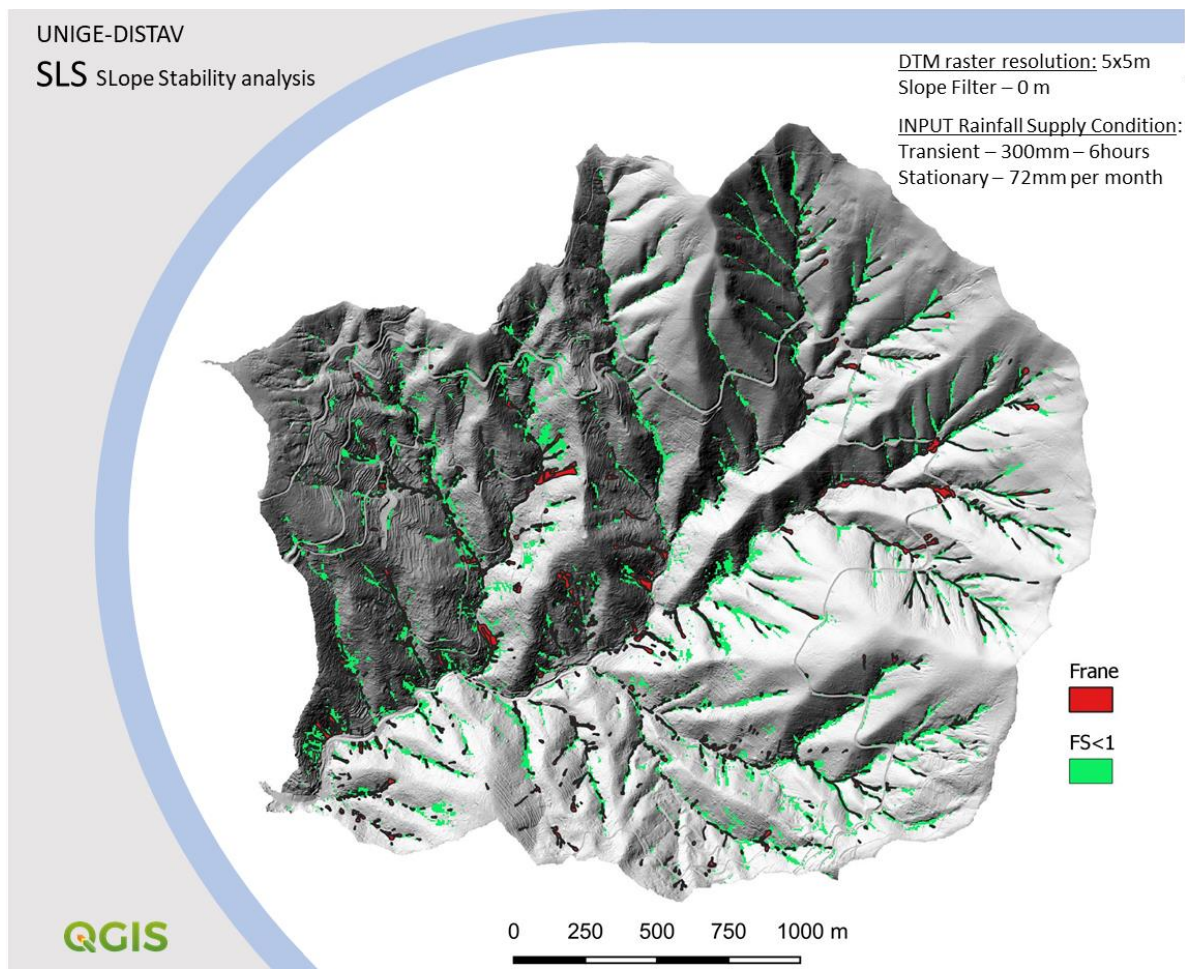 UNIGE-DISTAV
SLS SLope Stability analysis
DTM raster resolution: 5x5m
Slope Filter – 0 m
INPUT Rainfall Supply Condition:
Transient – 300mm – 6hours
Stationary – 72mm per month
Frane
FS<1
QGIS
0 250 500 750 1000 m